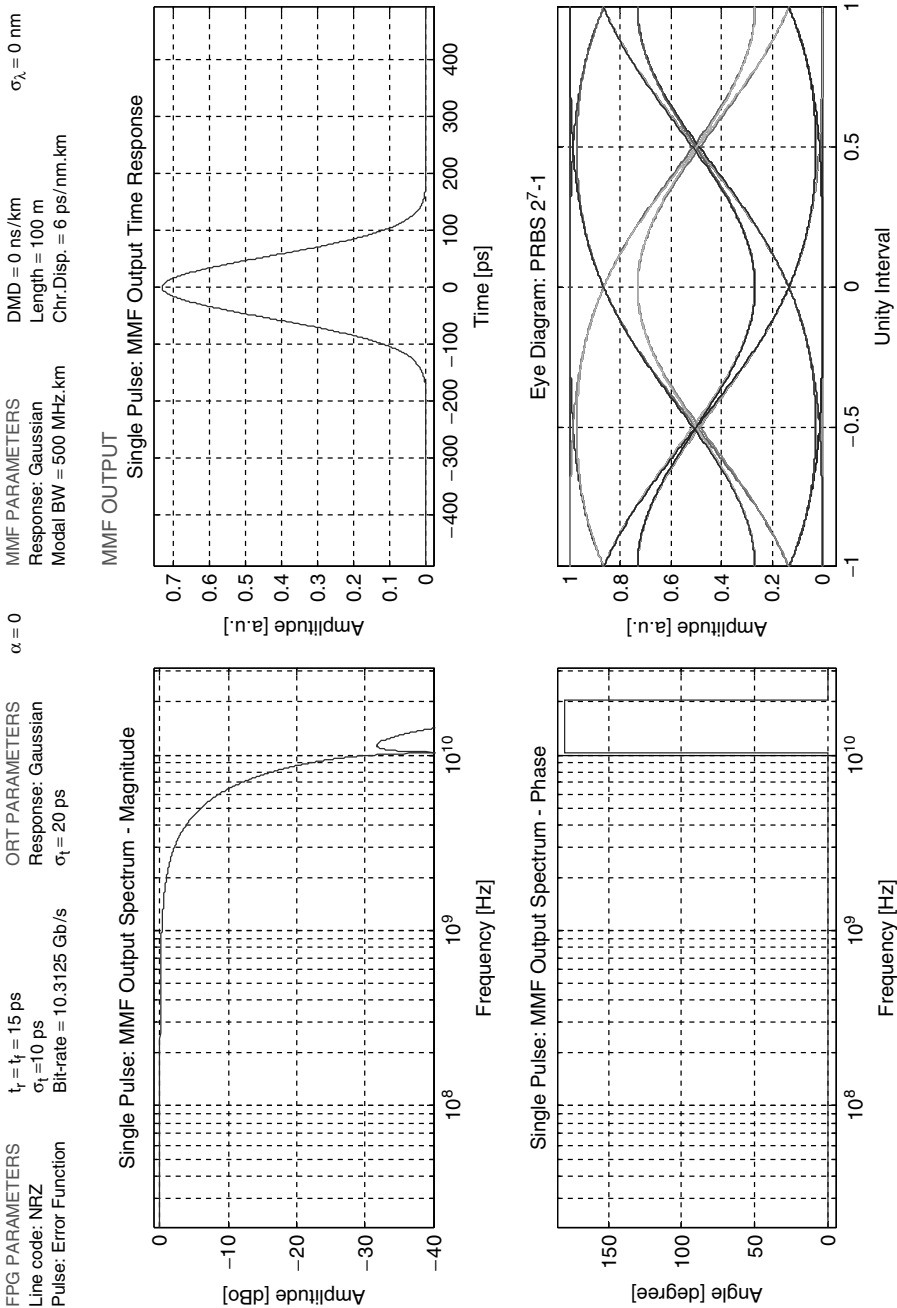 FPG PARAMETERS
Line code: NRZ
Pulse: Error Function
t_r = t_f = 15 ps
σ_t =10 ps
Bit-rate = 10.3125 Gb/s
ORT PARAMETERS
Response: Gaussian
σ_t = 20 ps
α = 0
MMF PARAMETERS
Response: Gaussian
Modal BW = 500 MHz.km
DMD = 0 ns/km
Length = 100 m
Chr.Disp. = 6 ps/nm.km
σ_λ = 0 nm
Single Pulse: MMF Output Spectrum - Magnitude
Amplitude [dBo]
0
−10
−20
−30
−40
10^8
10^9
10^10
Frequency [Hz]
MMF OUTPUT
Single Pulse: MMF Output Time Response
Amplitude [a.u.]
0.7
0.6
0.5
0.4
0.3
0.2
0.1
0
−400
−300
−200
−100
0
100
200
300
400
Time [ps]
Single Pulse: MMF Output Spectrum - Phase
Angle [degree]
150
100
50
0
10^8
10^9
10^10
Frequency [Hz]
Eye Diagram: PRBS 2^7-1
Amplitude [a.u.]
1
0.8
0.6
0.4
0.2
0
−1
−0.5
0
0.5
1
Unity Interval